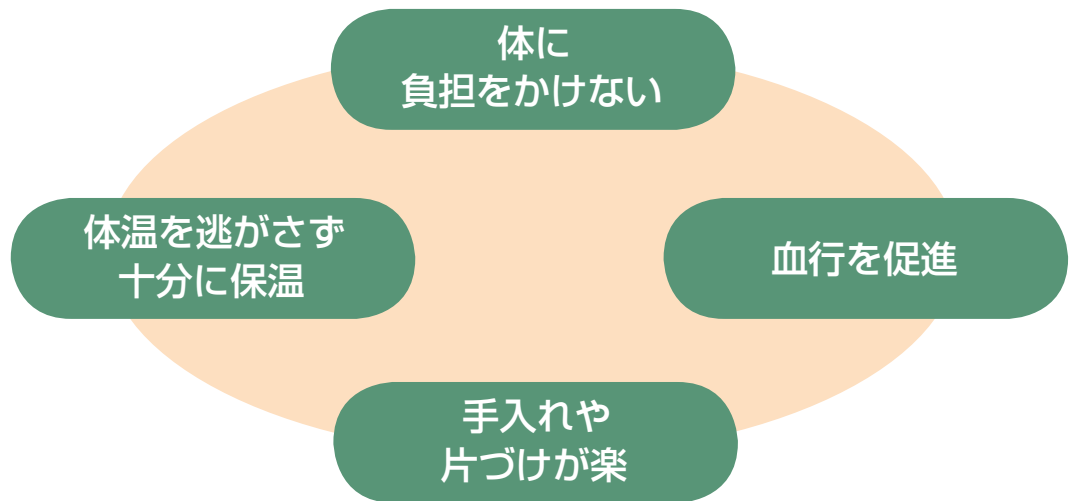 体に
負担をかけない
体温を逃がさず
十分に保温
血行を促進
手入れや
片づけが楽